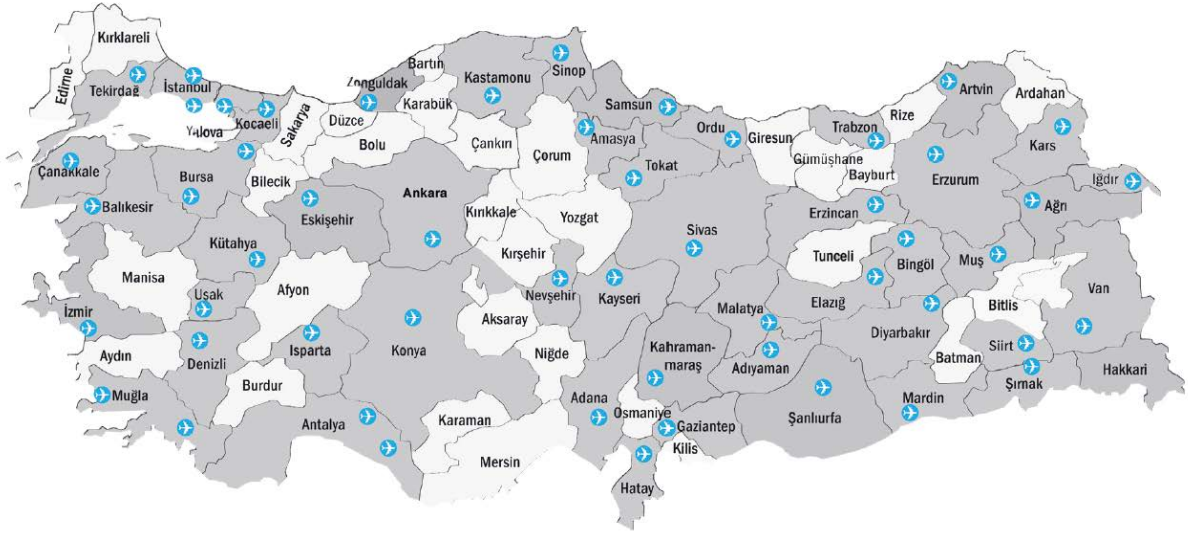 Kırklareli
Edirne
Tekirdağ
İstanbul
Yalova
Kocaeli
Sakarya
Düzce
Zonguldak
Bartın
Karabük
Kastamonu
Sinop
Samsun
Ordu
Giresun
Trabzon
Rize
Artvin
Ardahan
Kars
Iğdır
Ağrı
Erzurum
Bayburt
Gümüşhane
Amasya
Tokat
Çorum
Çankırı
Bolu
Bilecik
Bursa
Çanakkale
Balıkesir
Eskişehir
Ankara
Kırıkkale
Yozgat
Sivas
Erzincan
Tunceli
Bingöl
Muş
Bitlis
Van
Hakkari
Şırnak
Siirt
Batman
Mardin
Diyarbakır
Elazığ
Malatya
Adıyaman
Şanlıurfa
Kahraman-
maraş
Gaziantep
Kilis
Hatay
Osmaniye
Adana
Kayseri
Nevşehir
Kırşehir
Aksaray
Niğde
Mersin
Karaman
Konya
Antalya
Isparta
Burdur
Afyon
Kütahya
Uşak
Denizli
Muğla
Aydın
İzmir
Manisa